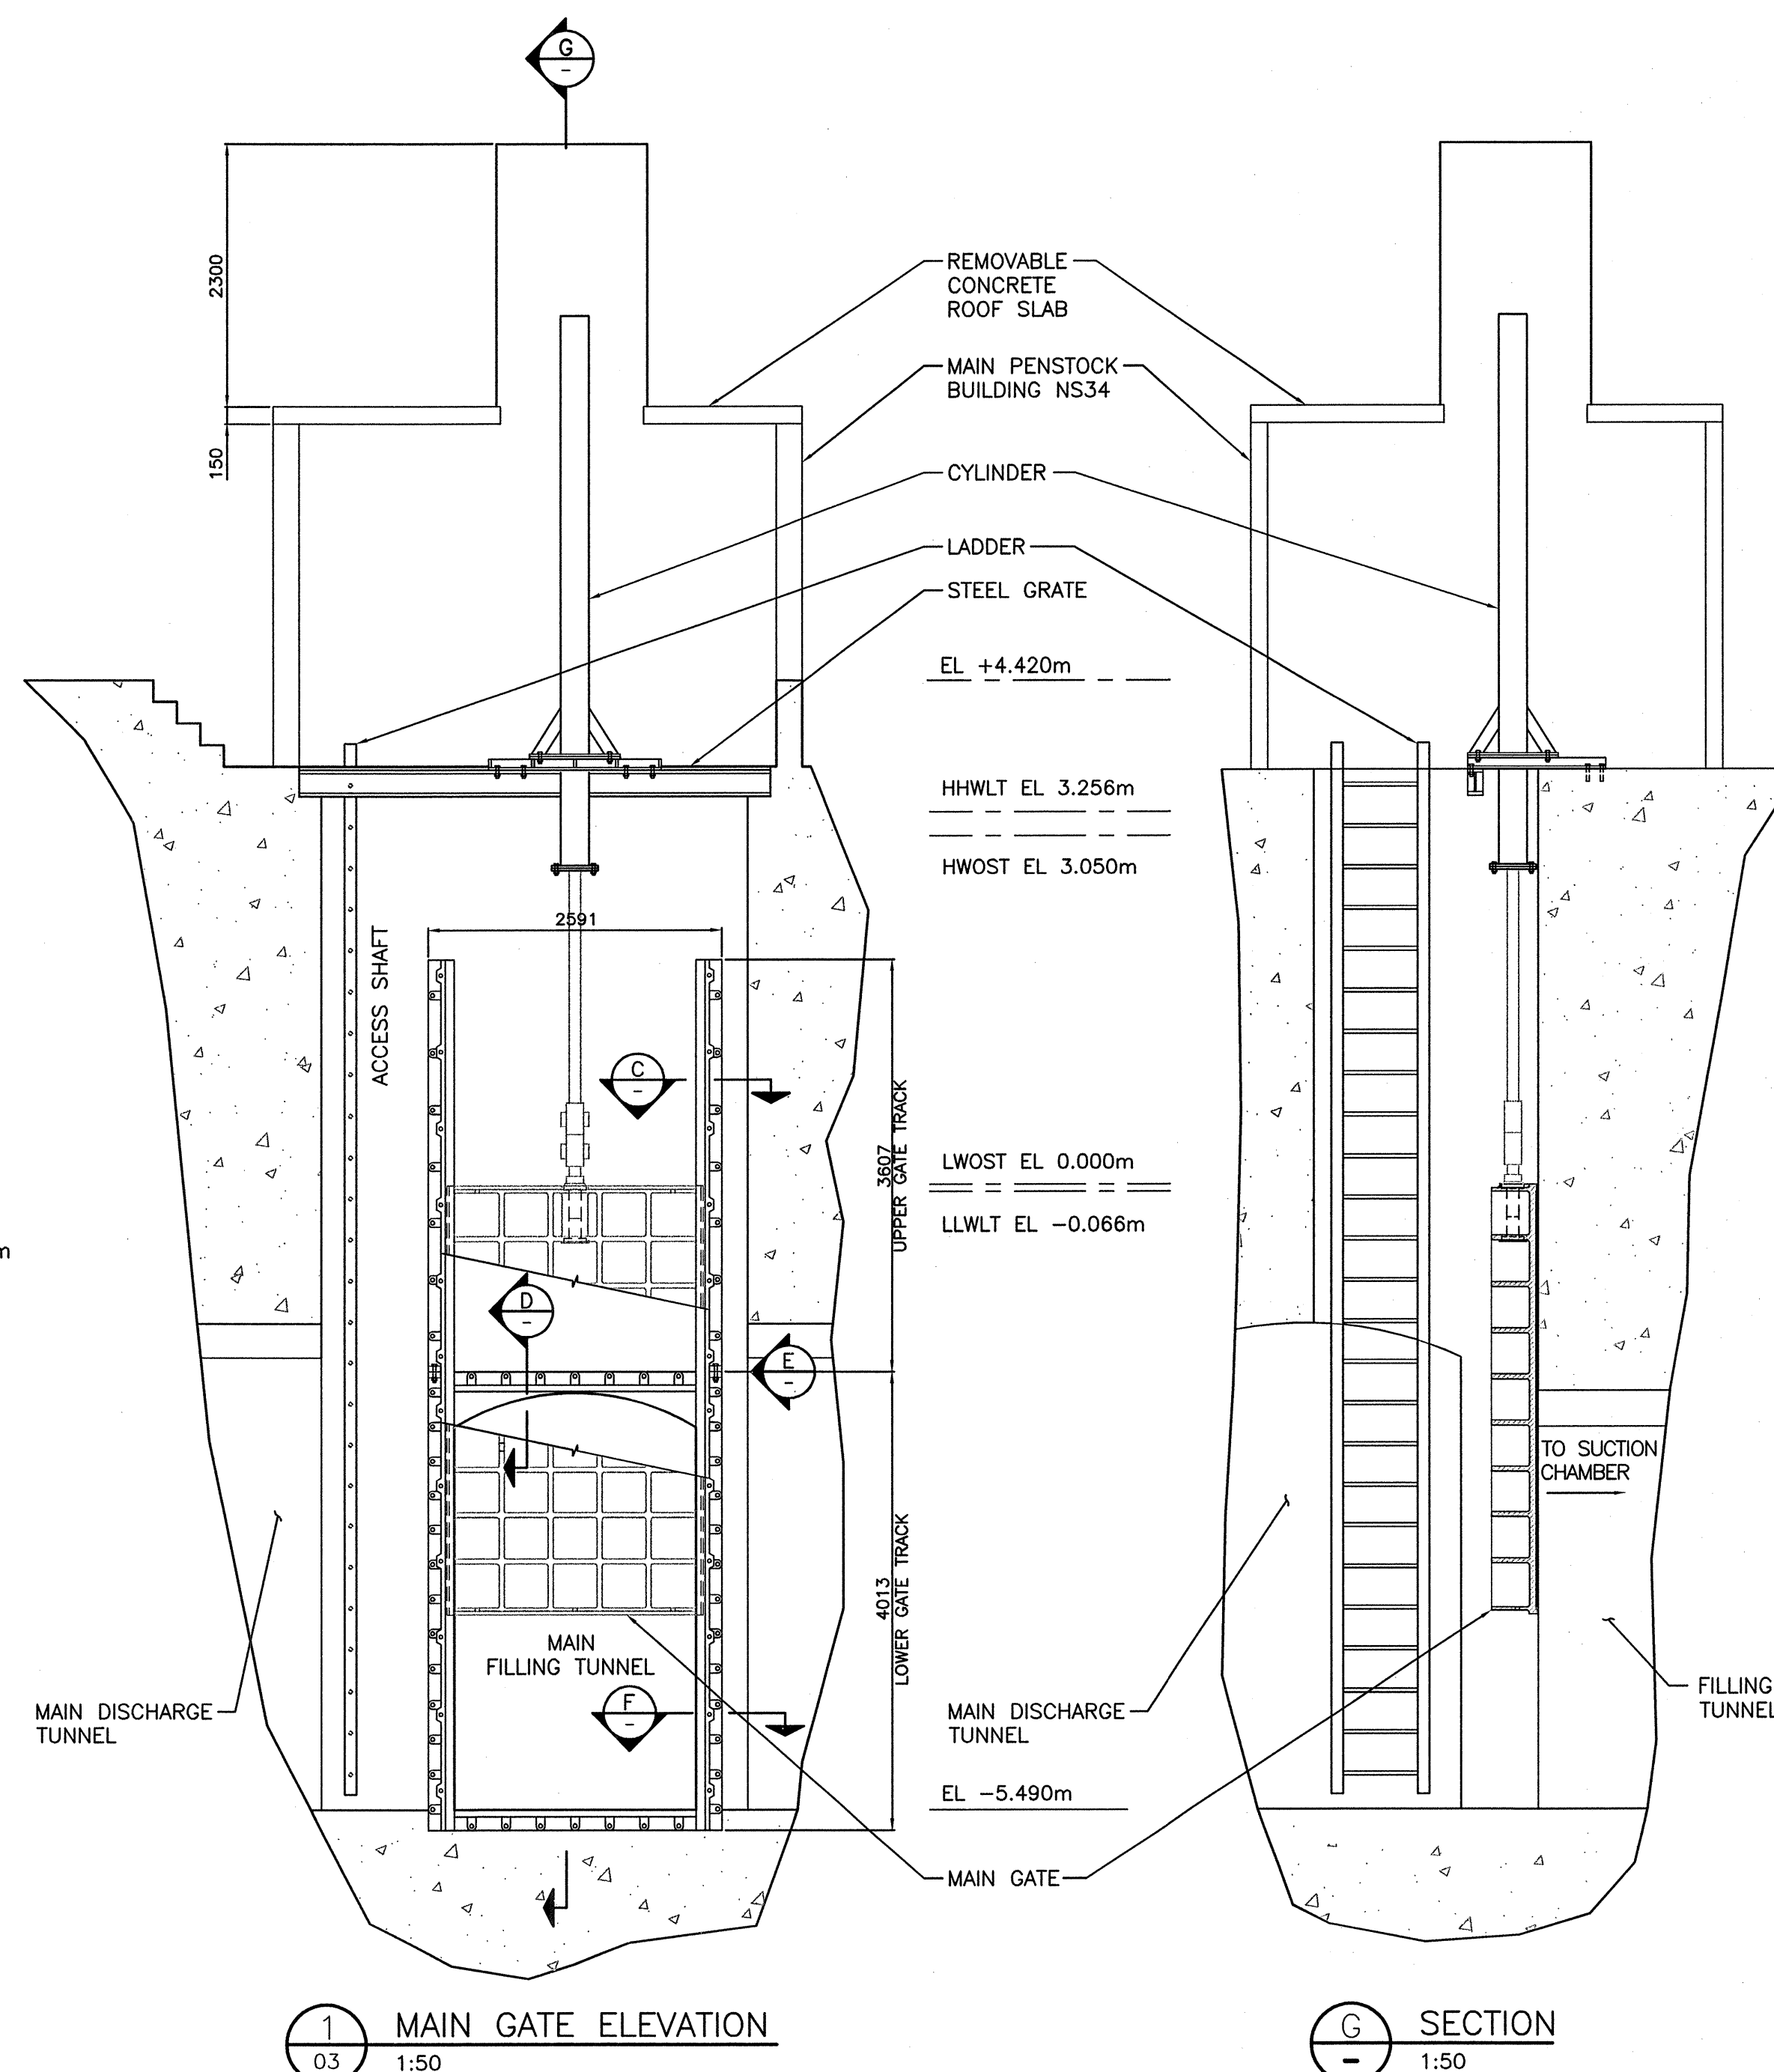 G
-
2300
150
REMOVABLE
CONCRETE
ROOF SLAB
MAIN PENSTOCK
BUILDING NS34
CYLINDER
LADDER
STEEL GRATE
EL +4.420m
HHWLT EL 3.256m
HWOST EL 3.050m
2591
ACCESS SHAFT
C
-
3607
UPPER GATE TRACK
LWOST EL 0.000m
LLWLT EL -0.066m
m
D
-
E
-
TO SUCTION
CHAMBER
4013
LOWER GATE TRACK
MAIN
FILLING TUNNEL
F
-
MAIN DISCHARGE
TUNNEL
MAIN DISCHARGE
TUNNEL
FILLING
TUNNEL
EL -5.490m
MAIN GATE
1
03
MAIN GATE ELEVATION
1:50
G
-
SECTION
1:50